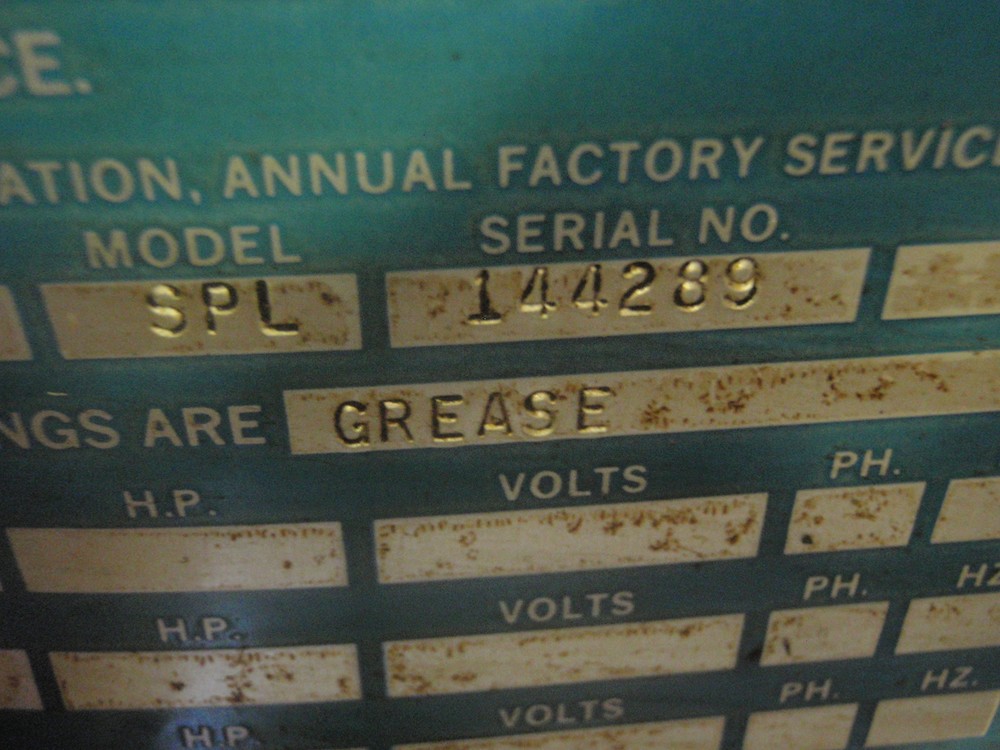 CE.
ATION, ANNUAL FACTORY SERVIC
MODEL SERIAL NO.
SPL 144289
NGS ARE GREASE
H.P. VOLTS PH.
H.P. VOLTS PH. HZ
H.P. VOLTS PH. HZ.